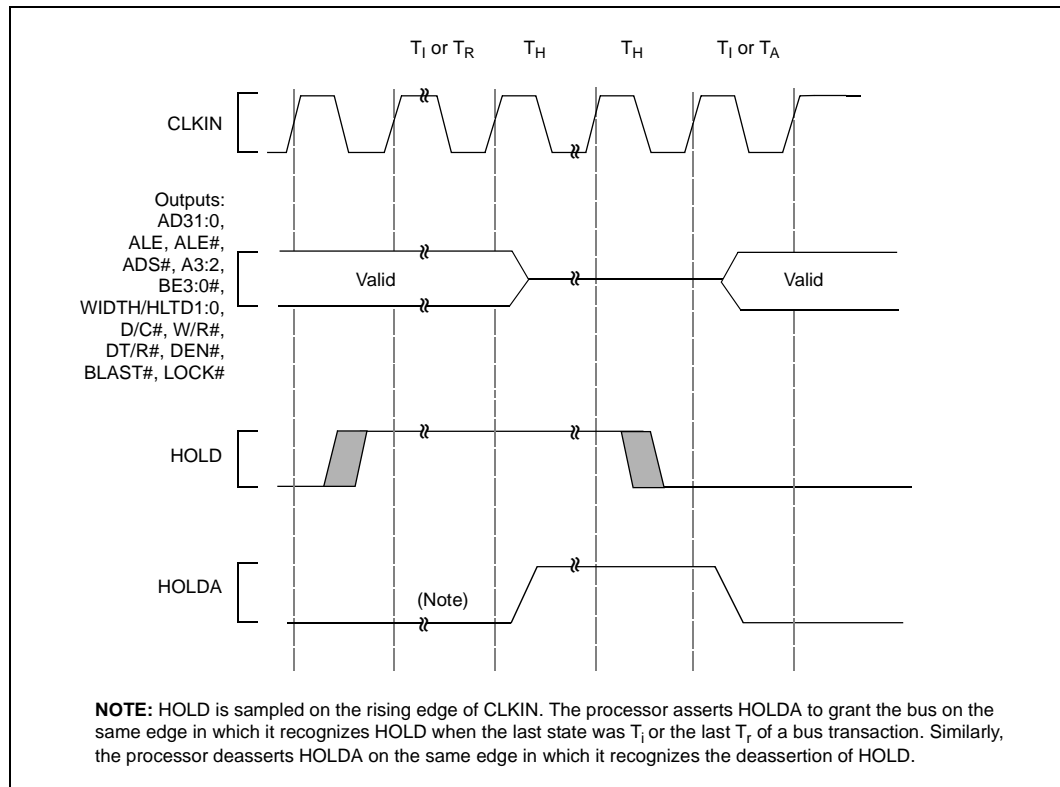 T_I or T_R T_H T_H T_I or T_A
CLKIN
Outputs:
AD31:0,
ALE, ALE#,
ADS#, A3:2,
BE3:0#,
WIDTH/HLTD1:0,
D/C#, W/R#,
DT/R#, DEN#,
BLAST#, LOCK#
Valid Valid
HOLD
HOLDA
(Note)
NOTE: HOLD is sampled on the rising edge of CLKIN. The processor asserts HOLDA to grant the bus on the
same edge in which it recognizes HOLD when the last state was T_i or the last T_r of a bus transaction. Similarly,
the processor deasserts HOLDA on the same edge in which it recognizes the deassertion of HOLD.